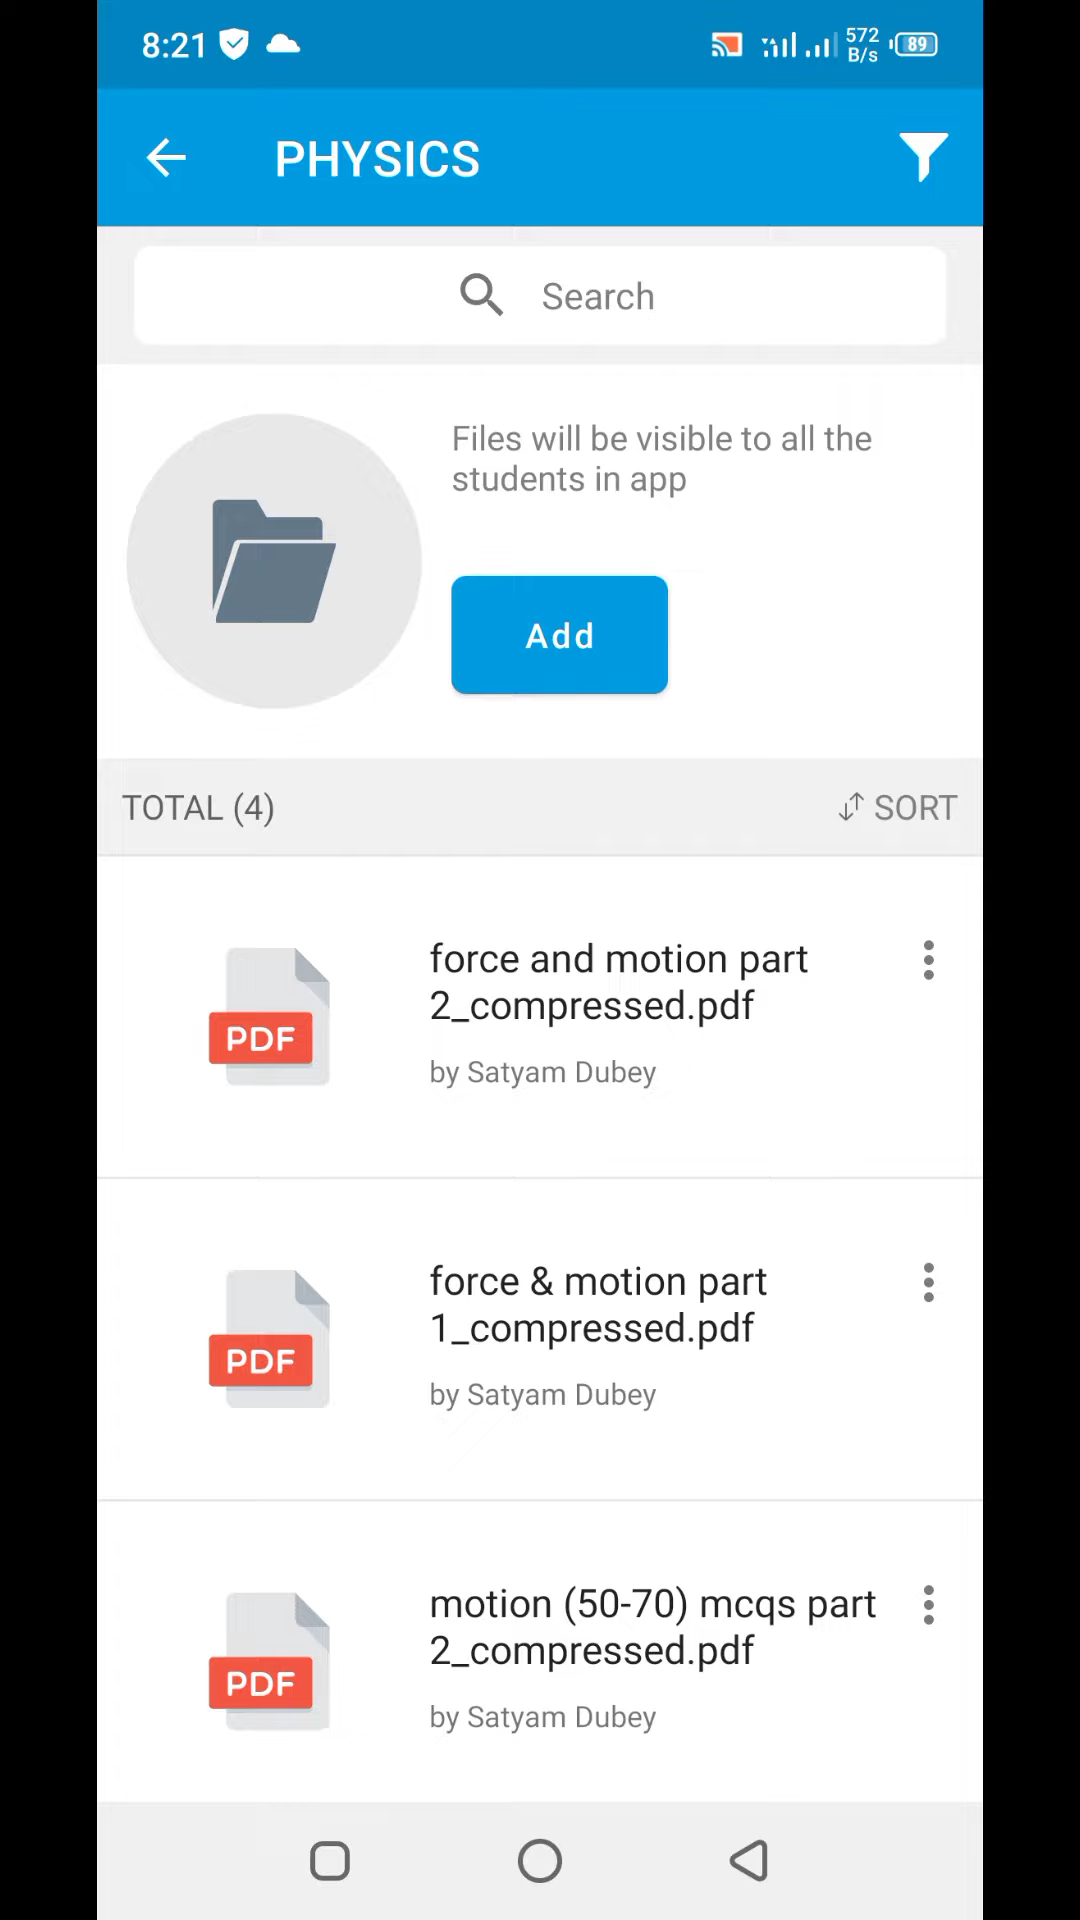 8:21
572
B/s
89
PHYSICS
Search
Files will be visible to all the
students in app
Add
TOTAL (4)
SORT
force and motion part
2_compressed.pdf
PDF
by Satyam Dubey
force & motion part
1_compressed.pdf
PDF
by Satyam Dubey
motion (50-70) mcqs part
2_compressed.pdf
PDF
by Satyam Dubey